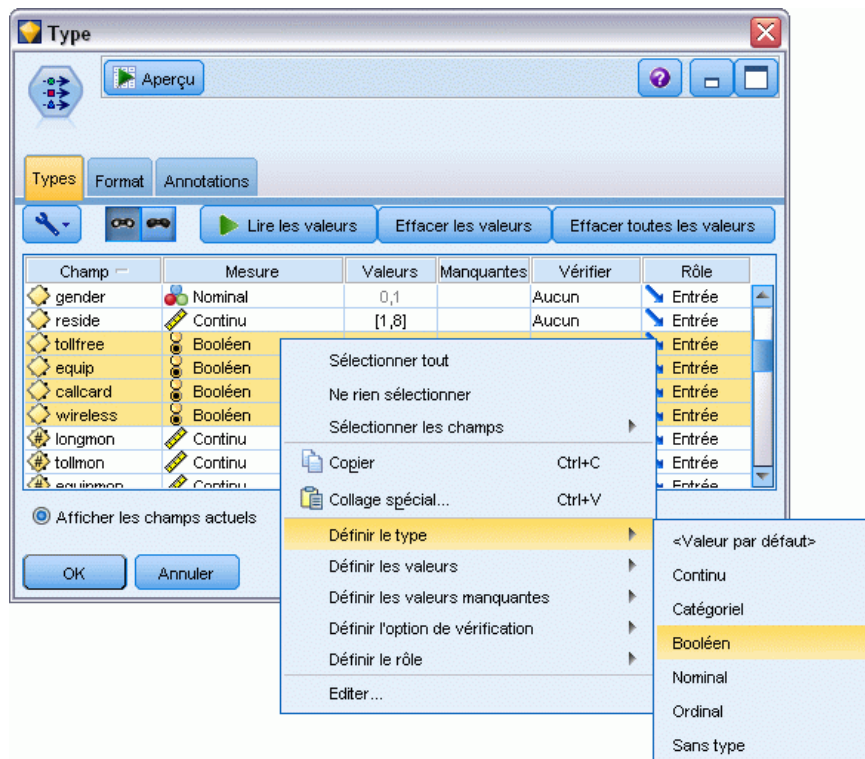 Type
Aperçu
Types Format Annotations
Lire les valeurs Effacer les valeurs Effacer toutes les valeurs
Champ Mesure Valeurs Manquantes Vérifier Rôle
gender Nominal 0,1 Aucun Entrée
reside Continu [1,8] Aucun Entrée
tollfree Booléen Entrée
equip Booléen Entrée
callcard Booléen Entrée
wireless Booléen Entrée
longmon Continu Entrée
tollmon Continu Entrée
equipmon Continu Entrée
Afficher les champs actuels
OK Annuler
Sélectionner tout
Ne rien sélectionner
Sélectionner les champs
Copier Ctrl+C
Collage spécial... Ctrl+V
Définir le type
Définir les valeurs
Définir les valeurs manquantes
Définir l'option de vérification
Définir le rôle
Editer...
<Valeur par défaut>
Continu
Catégoriel
Booléen
Nominal
Ordinal
Sans type